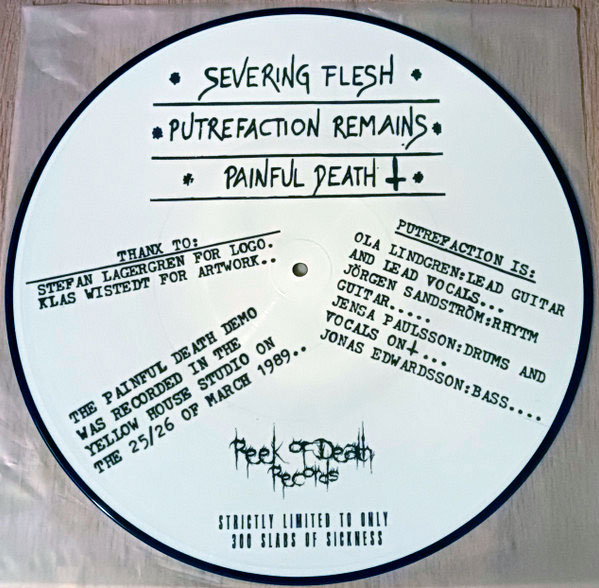 * SEVERING FLESH *
* PUTREFACTION REMAINS *
* PAINFUL DEATH † *
THANX TO:
STEFAN LAGERGREN FOR LOGO.
KLAS WISTEDT FOR ARTWORK..
PUTREFACTION IS:
OLA LINDGREN:LEAD GUITAR
AND LEAD VOCALS...
JÖRGEN SANDSTRÖM:RHYTM
GUITAR.....
JENSA PAULSSON:DRUMS AND
VOCALS ON†....
JONAS EDWARDSSON:BASS....
THE PAINFUL DEATH DEMO
WAS RECORDED IN THE
YELLOW HOUSE STUDIO ON
THE 25/26 OF MARCH 1989..
Reek of Death
Records
STRICTLY LIMITED TO ONLY
300 SLABS OF SICKNESS